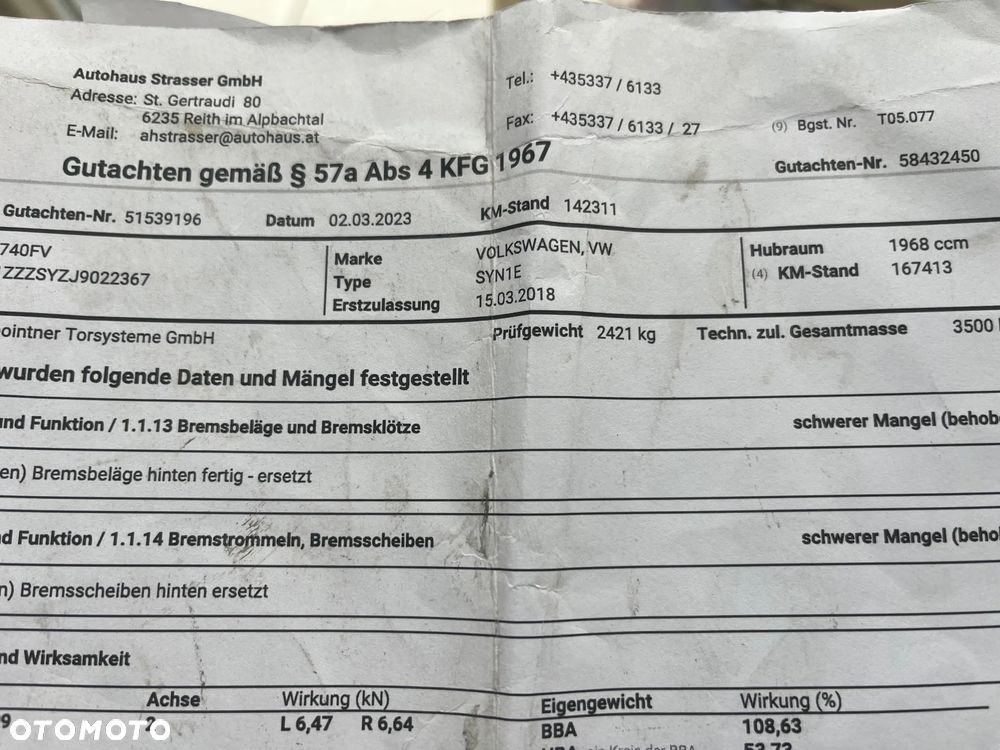 Autohaus Strasser GmbH
Adresse: St. Gertraudi 80
6235 Reith im Alpbachtal
E-Mail: ahstrasser@autohaus.at
Tel.: +435337 / 6133
Fax: +435337 / 6133 / 27
(9) Bgst. Nr. T05.077
Gutachten gemäß § 57a Abs 4 KFG 1967
Gutachten-Nr. 58432450
Gutachten-Nr. 51539196 Datum 02.03.2023 KM-Stand 142311
740FV
ZZZSYZJ9022367
Marke VOLKSWAGEN, VW
Type SYN1E
Erstzulassung 15.03.2018
Hubraum 1968 ccm
(4) KM-Stand 167413
ointner Torsysteme GmbH Prüfgewicht 2421 kg Techn. zul. Gesamtmasse 3500
wurden folgende Daten und Mängel festgestellt
und Funktion / 1.1.13 Bremsbeläge und Bremsklötze schwerer Mangel (behob
en) Bremsbeläge hinten fertig - ersetzt
d Funktion / 1.1.14 Bremstrommeln, Bremsscheiben schwerer Mangel (beho
n) Bremsscheiben hinten ersetzt
nd Wirksamkeit
Achse Wirkung (kN) Eigengewicht Wirkung (%)
9 2 L 6,47 R 6,64 BBA 108,63
53,73
OTOMOTO